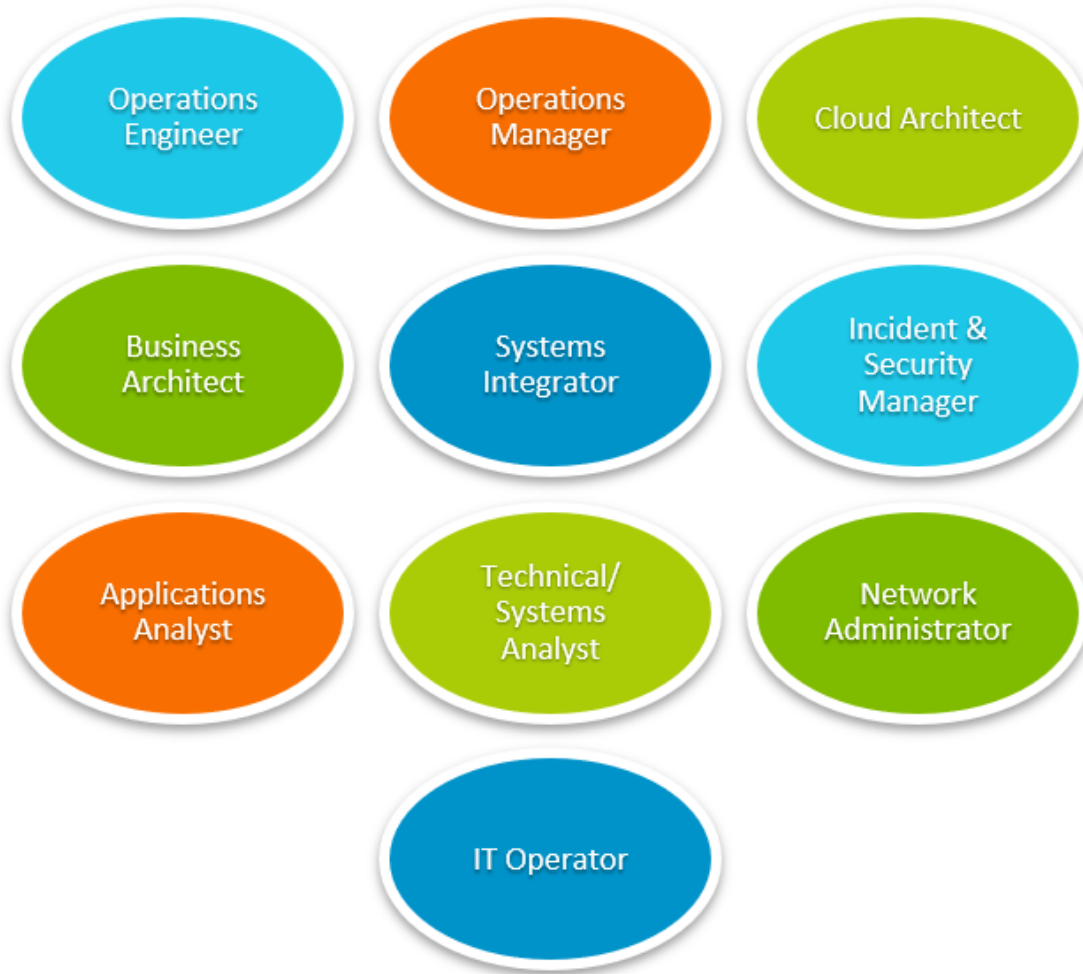 Operations
Engineer
Operations
Manager
Cloud Architect
Business
Architect
Systems
Integrator
Incident &
Security
Manager
Applications
Analyst
Technical/
Systems
Analyst
Network
Administrator
IT Operator